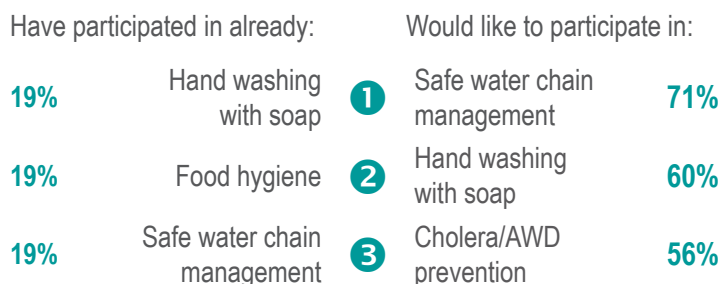 Have participated in already: Would like to participate in:
19% Hand washing with soap 1 Safe water chain management 71%
19% Food hygiene 2 Hand washing with soap 60%
19% Safe water chain management 3 Cholera/AWD prevention 56%